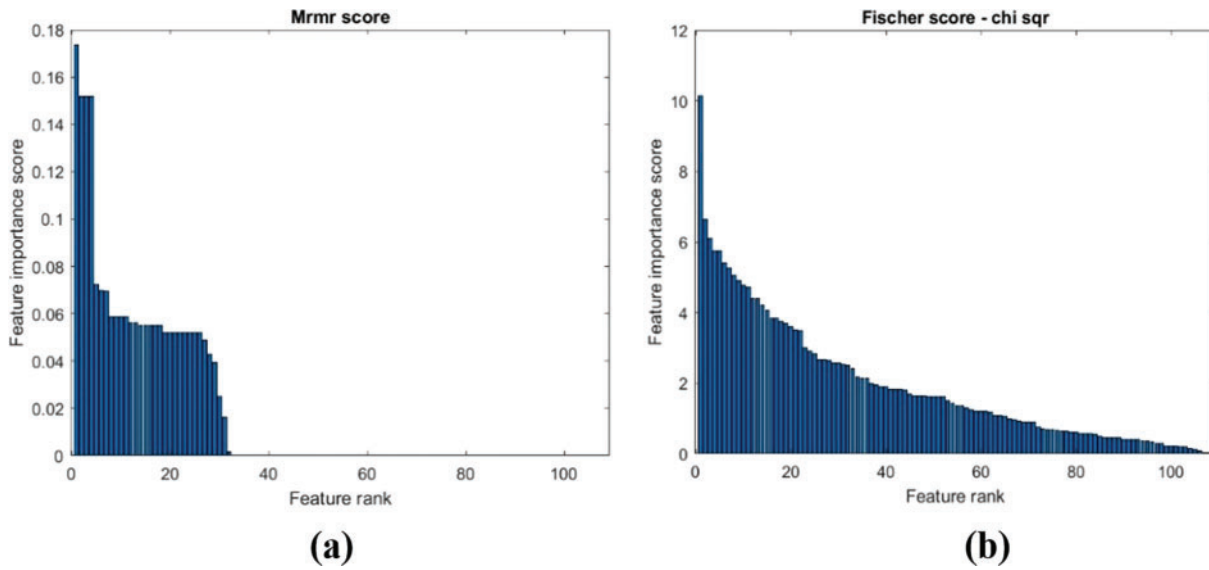 Mrmr score
0.18
0.16
0.14
0.12
0.1
0.08
0.06
0.04
0.02
0
Feature importance score
0 20 40 60 80 100
Feature rank
(a)
Fischer score - chi sqr
12
10
8
6
4
2
0
Feature importance score
0 20 40 60 80 100
Feature rank
(b)